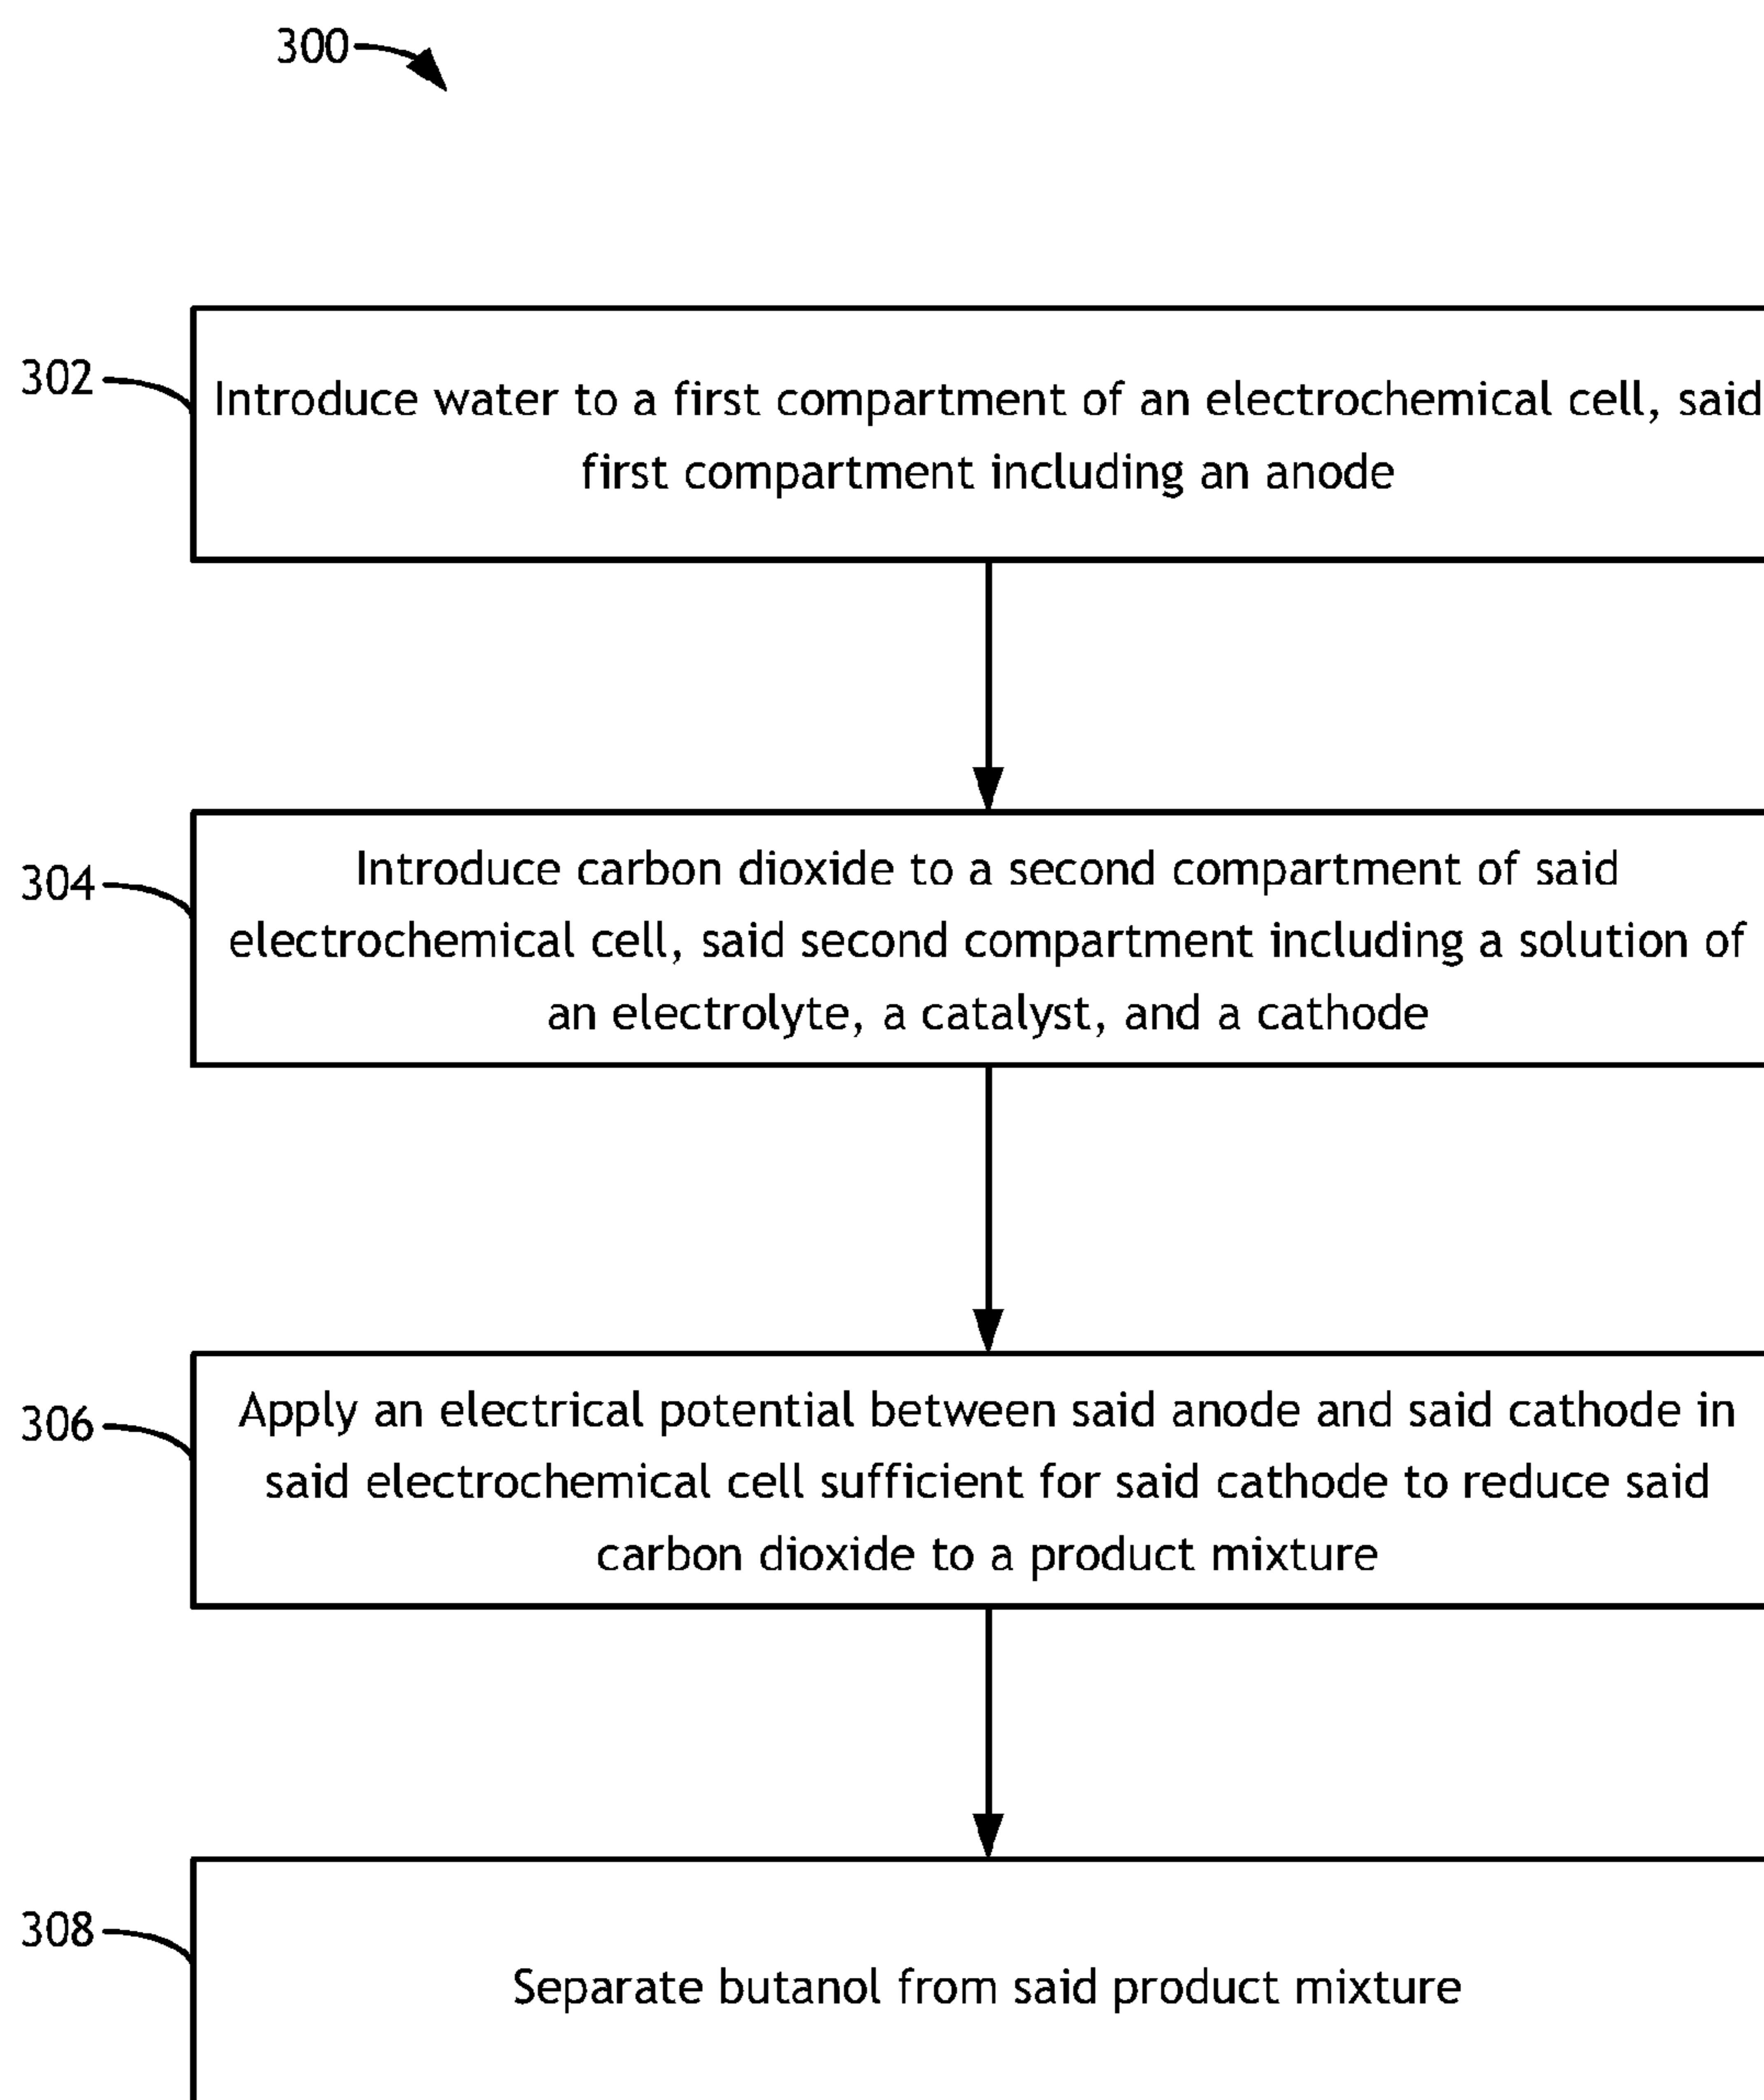 300
302
Introduce water to a first compartment of an electrochemical cell, said
first compartment including an anode
304
Introduce carbon dioxide to a second compartment of said
electrochemical cell, said second compartment including a solution of
an electrolyte, a catalyst, and a cathode
306
Apply an electrical potential between said anode and said cathode in
said electrochemical cell sufficient for said cathode to reduce said
carbon dioxide to a product mixture
308
Separate butanol from said product mixture